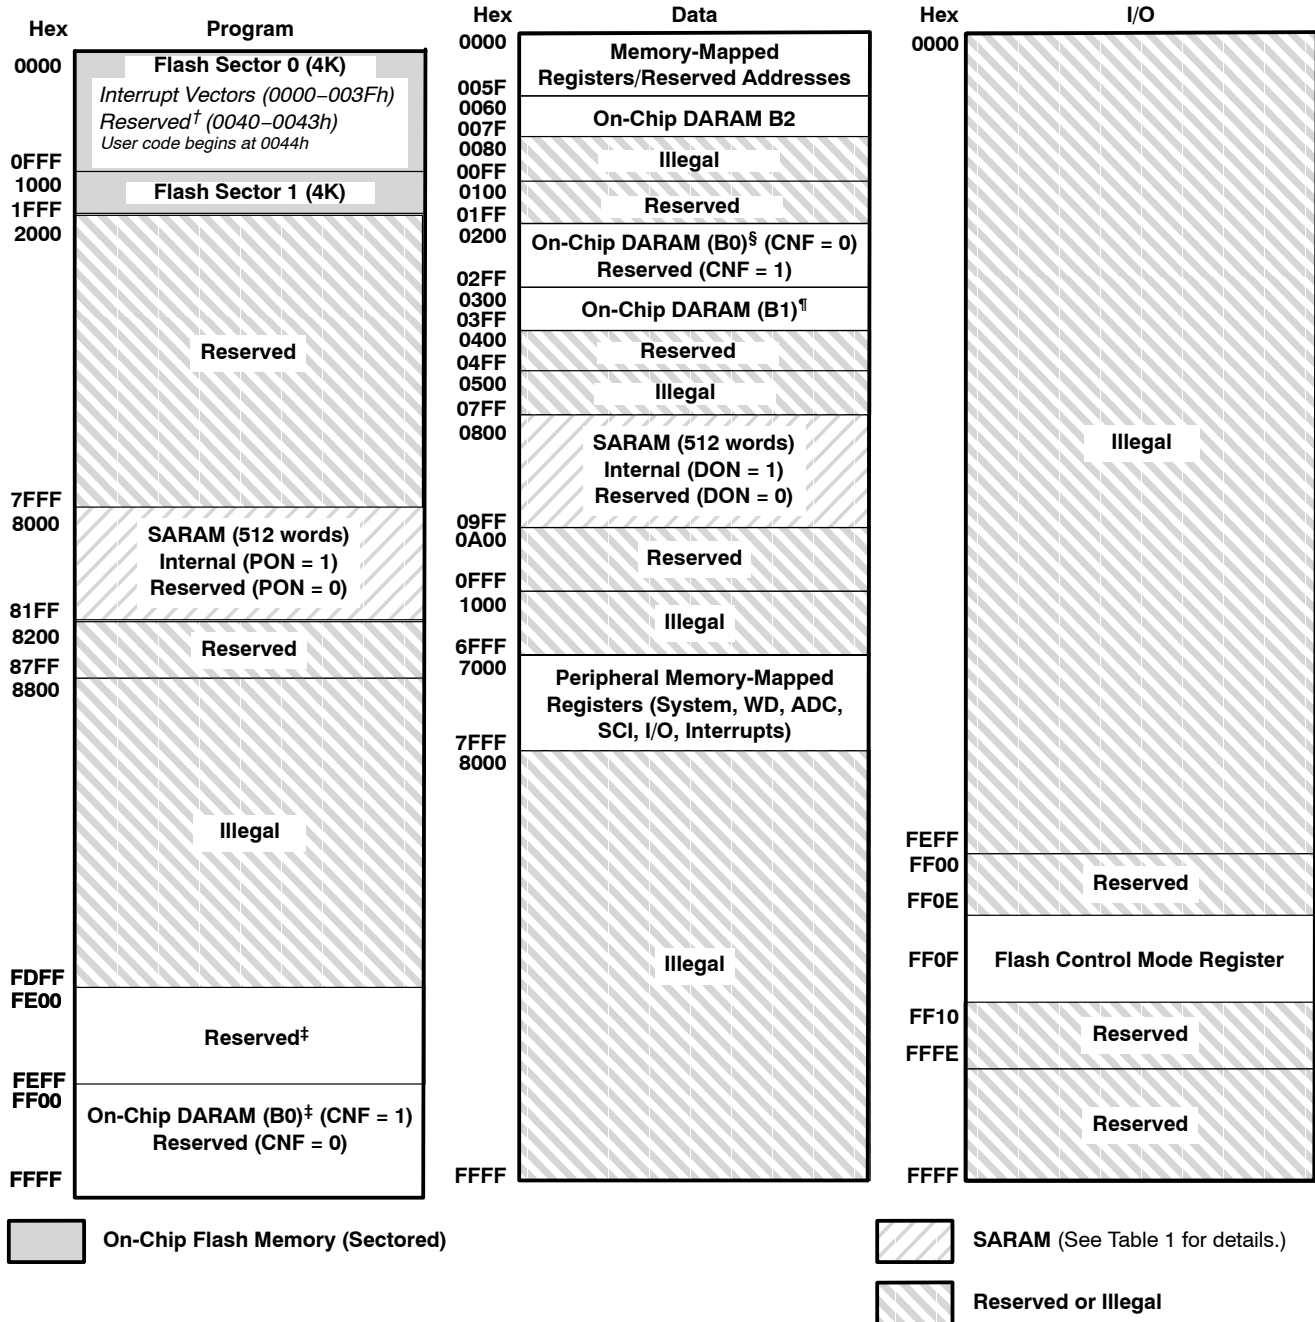 Hex Program
0000
Flash Sector 0 (4K)
Interrupt Vectors (0000–003Fh)
Reserved† (0040–0043h)
User code begins at 0044h
0FFF
1000
Flash Sector 1 (4K)
1FFF
2000
Reserved
7FFF
8000
SARAM (512 words)
Internal (PON = 1)
Reserved (PON = 0)
81FF
8200
Reserved
87FF
8800
Illegal
FDFF
FE00
Reserved‡
FEFF
FF00
On-Chip DARAM (B0)‡ (CNF = 1)
Reserved (CNF = 0)
FFFF
Hex Data
0000
Memory-Mapped
Registers/Reserved Addresses
005F
0060
On-Chip DARAM B2
007F
0080
Illegal
00FF
0100
Reserved
01FF
0200
On-Chip DARAM (B0)§ (CNF = 0)
Reserved (CNF = 1)
02FF
0300
On-Chip DARAM (B1)¶
03FF
0400
Reserved
04FF
0500
Illegal
07FF
0800
SARAM (512 words)
Internal (DON = 1)
Reserved (DON = 0)
09FF
0A00
Reserved
0FFF
1000
Illegal
6FFF
7000
Peripheral Memory-Mapped
Registers (System, WD, ADC,
SCI, I/O, Interrupts)
7FFF
8000
Illegal
FFFF
Hex I/O
0000
Illegal
FEFF
FF00
Reserved
FF0E
FF0F
Flash Control Mode Register
FF10
Reserved
FFFE
Reserved
FFFF
On-Chip Flash Memory (Sectored)
SARAM (See Table 1 for details.)
Reserved or Illegal